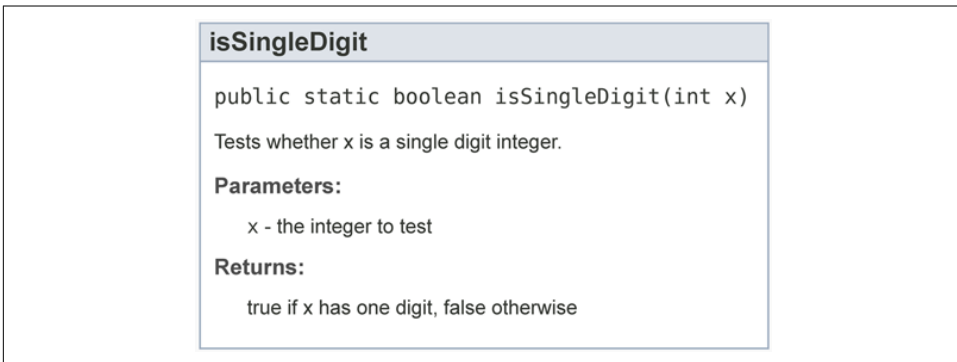 isSingleDigit
public static boolean isSingleDigit(int x)
Tests whether x is a single digit integer.
Parameters:
x - the integer to test
Returns:
true if x has one digit, false otherwise